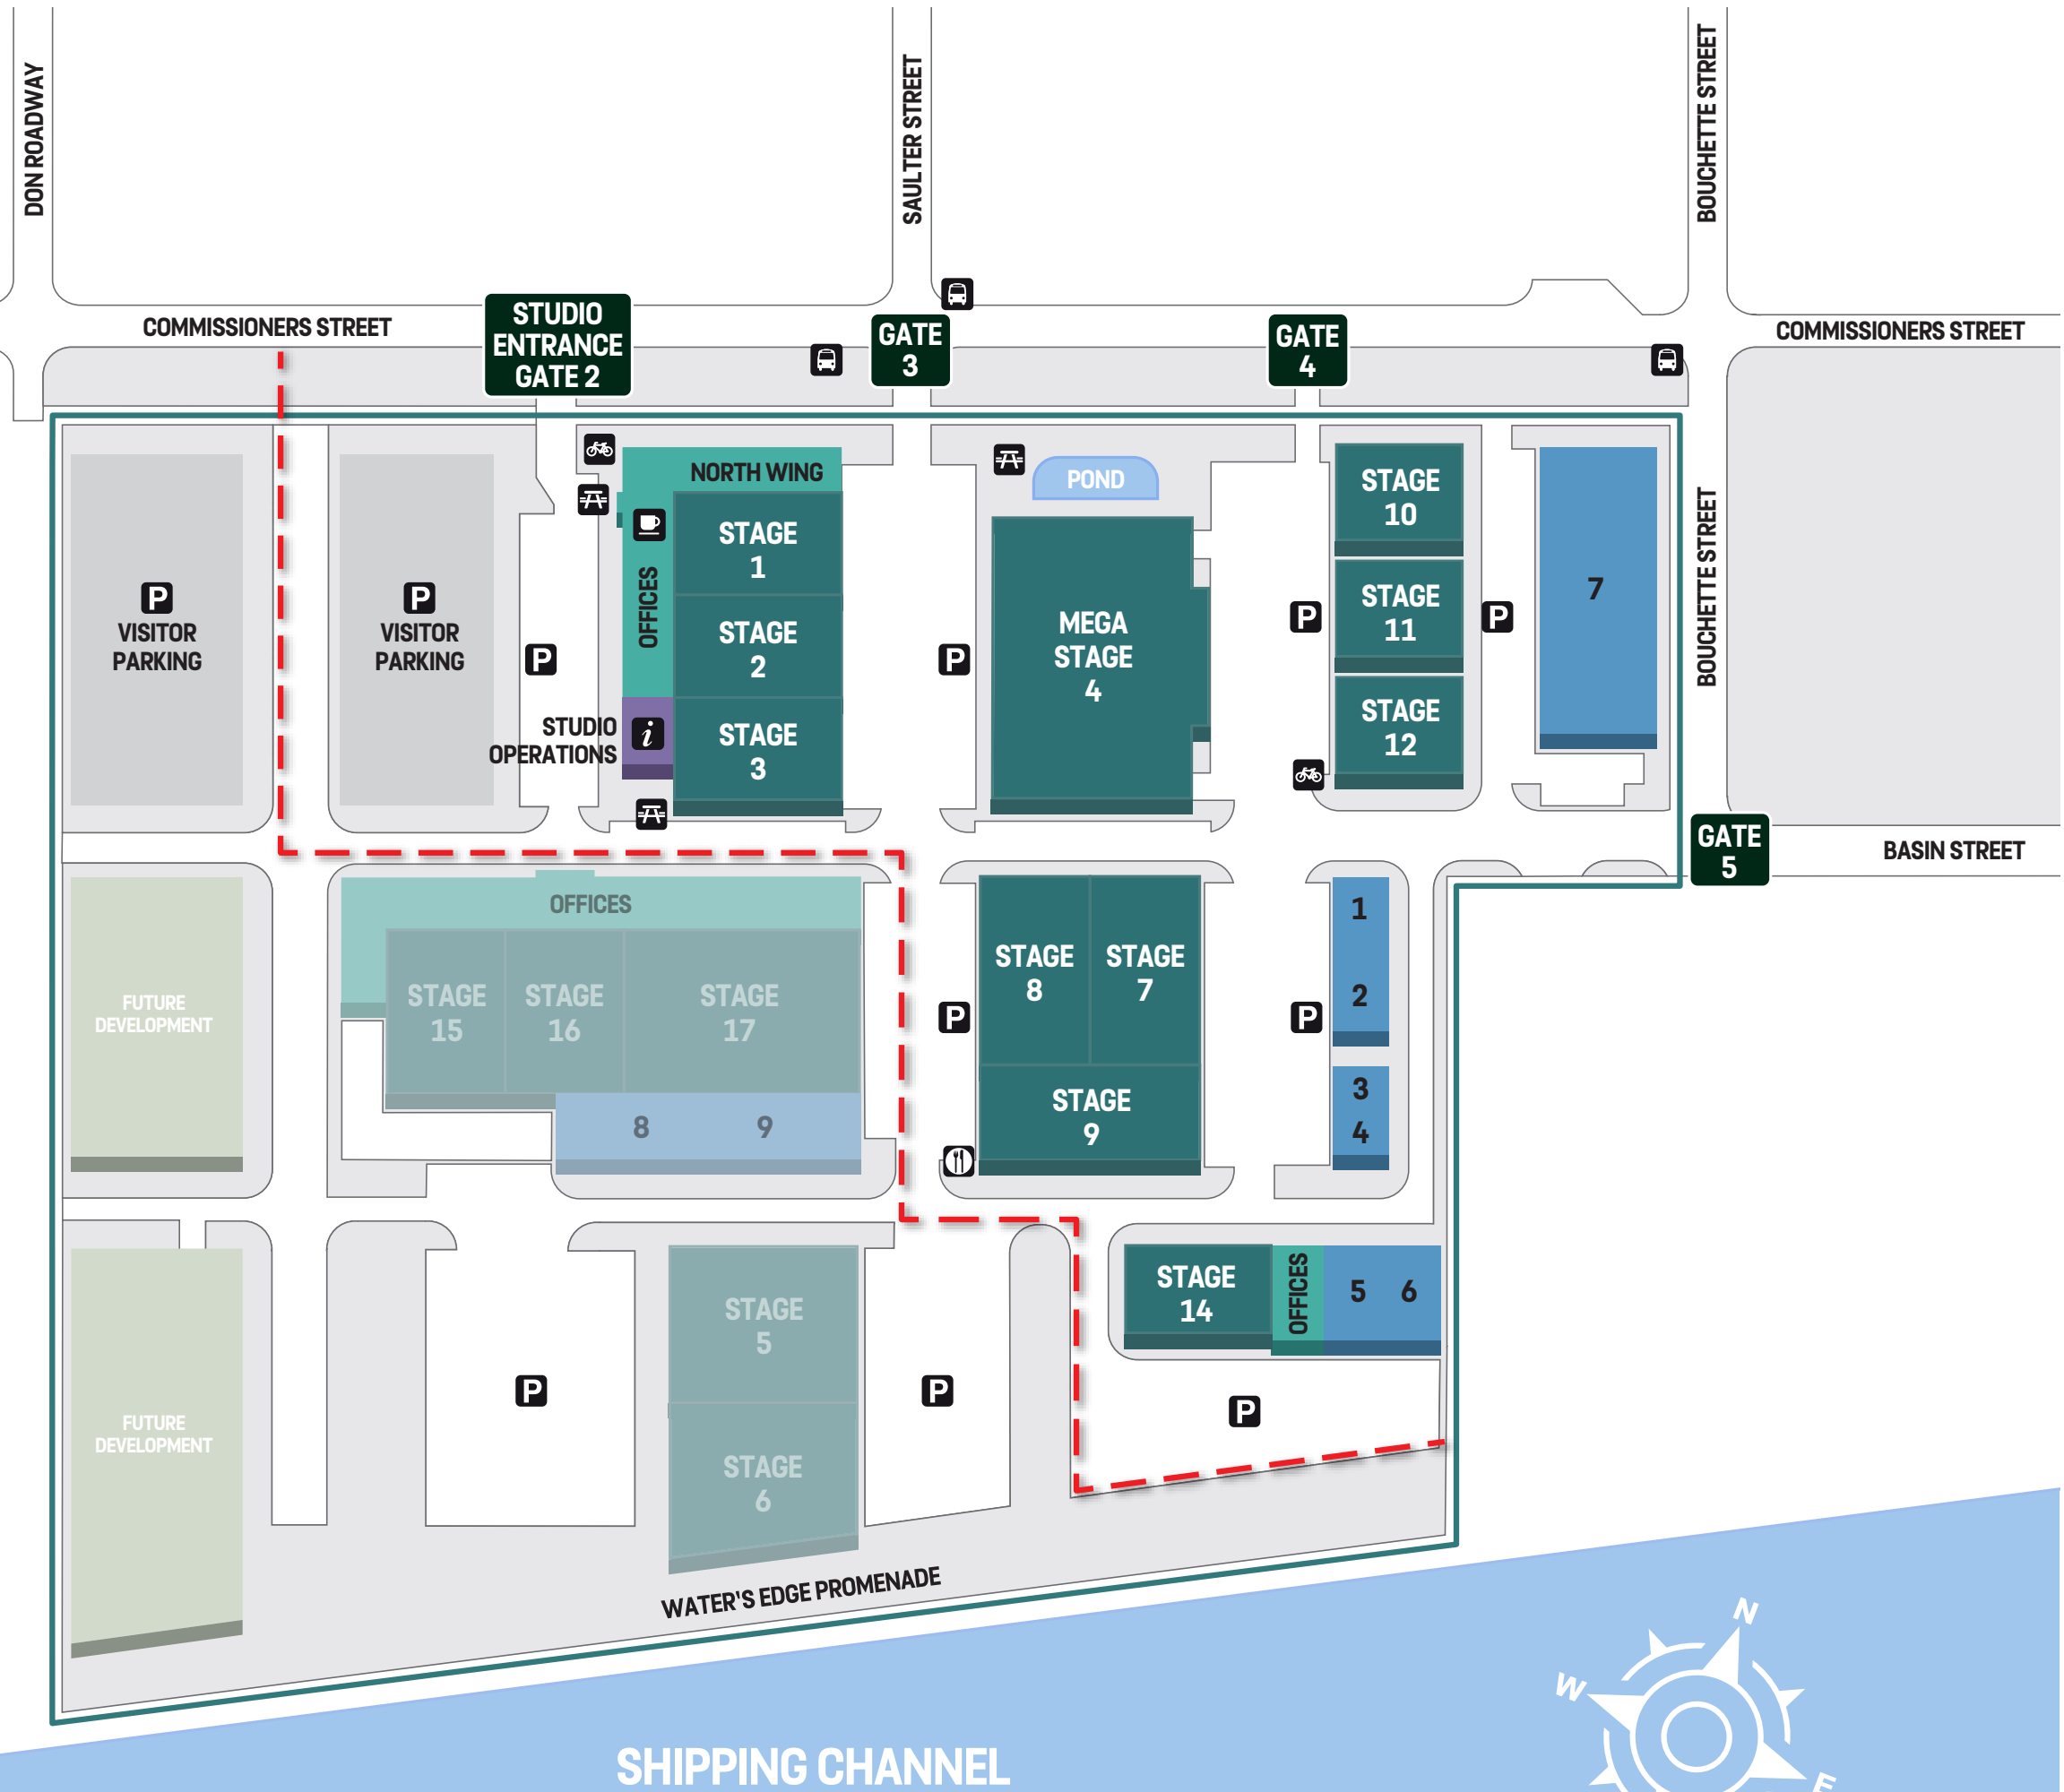 DON ROADWAY
SAULTER STREET
BOUCHETTE STREET
COMMISSIONERS STREET
STUDIO
ENTRANCE
GATE 2
GATE
3
GATE
4
COMMISSIONERS STREET
NORTH WING
POND
STAGE
10
STAGE
1
OFFICES
STAGE
2
P
VISITOR
PARKING
P
VISITOR
PARKING
P
P
MEGA
STAGE
4
P
STAGE
11
P
7
BOUCHETTE STREET
STUDIO
OPERATIONS
i
STAGE
3
STAGE
12
GATE
5
BASIN STREET
OFFICES
FUTURE
DEVELOPMENT
STAGE
15
STAGE
16
STAGE
17
8
9
P
STAGE
8
STAGE
7
STAGE
9
P
1
2
3
4
STAGE
5
STAGE
14
OFFICES
5
6
FUTURE
DEVELOPMENT
P
P
P
STAGE
6
WATER'S EDGE PROMENADE
SHIPPING CHANNEL
N
W
E